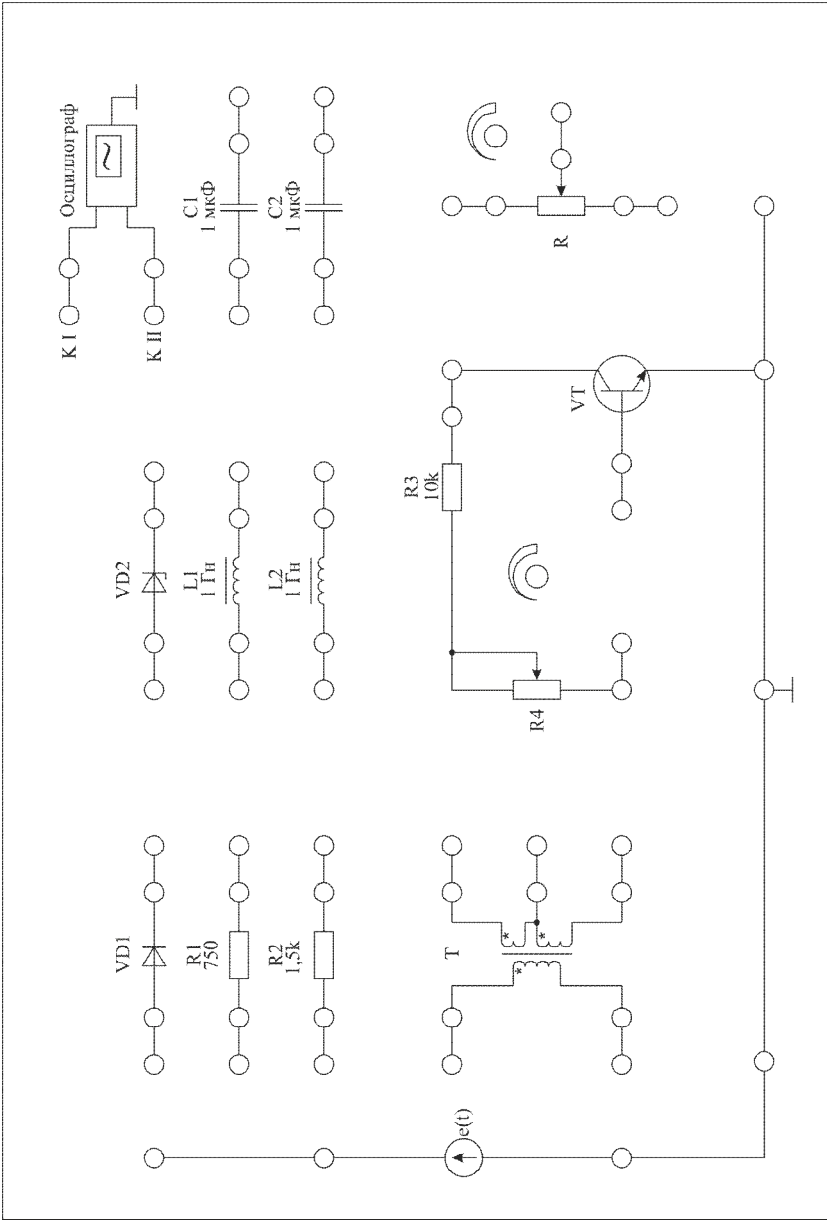 Осциллограф
K I
K II
C1
1 мкФ
C2
1 мкФ
R
VD2
L1
1 Гн
L2
1 Гн
R3
10k
VT
R4
VD1
R1
750
R2
1,5k
T
*
*
*
e(t)